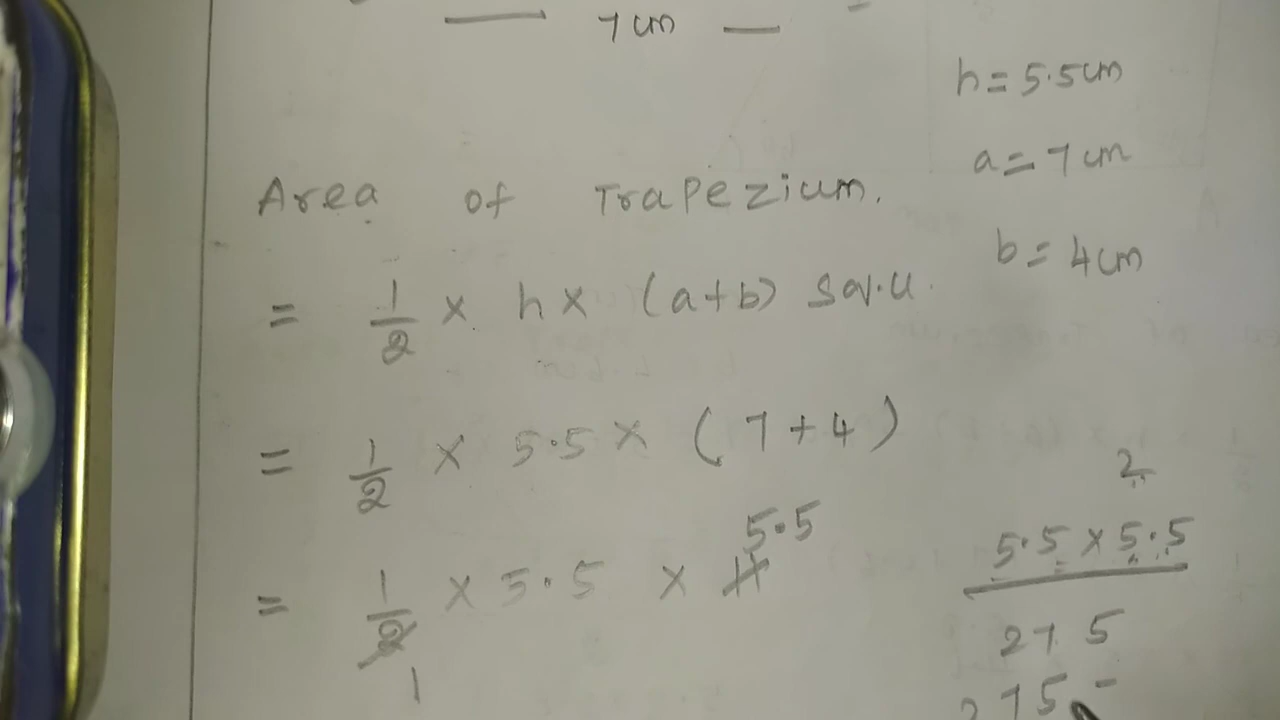 7cm
h = 5.5cm
a = 7cm
b = 4cm
Area of Trapezium.
= 1/2 × h × (a+b) sq.u.
= 1/2 × 5.5 × (7+4)
5.5
= 1/2 × 5.5 × 11
1
2
5.5 × 5.5
275
275-